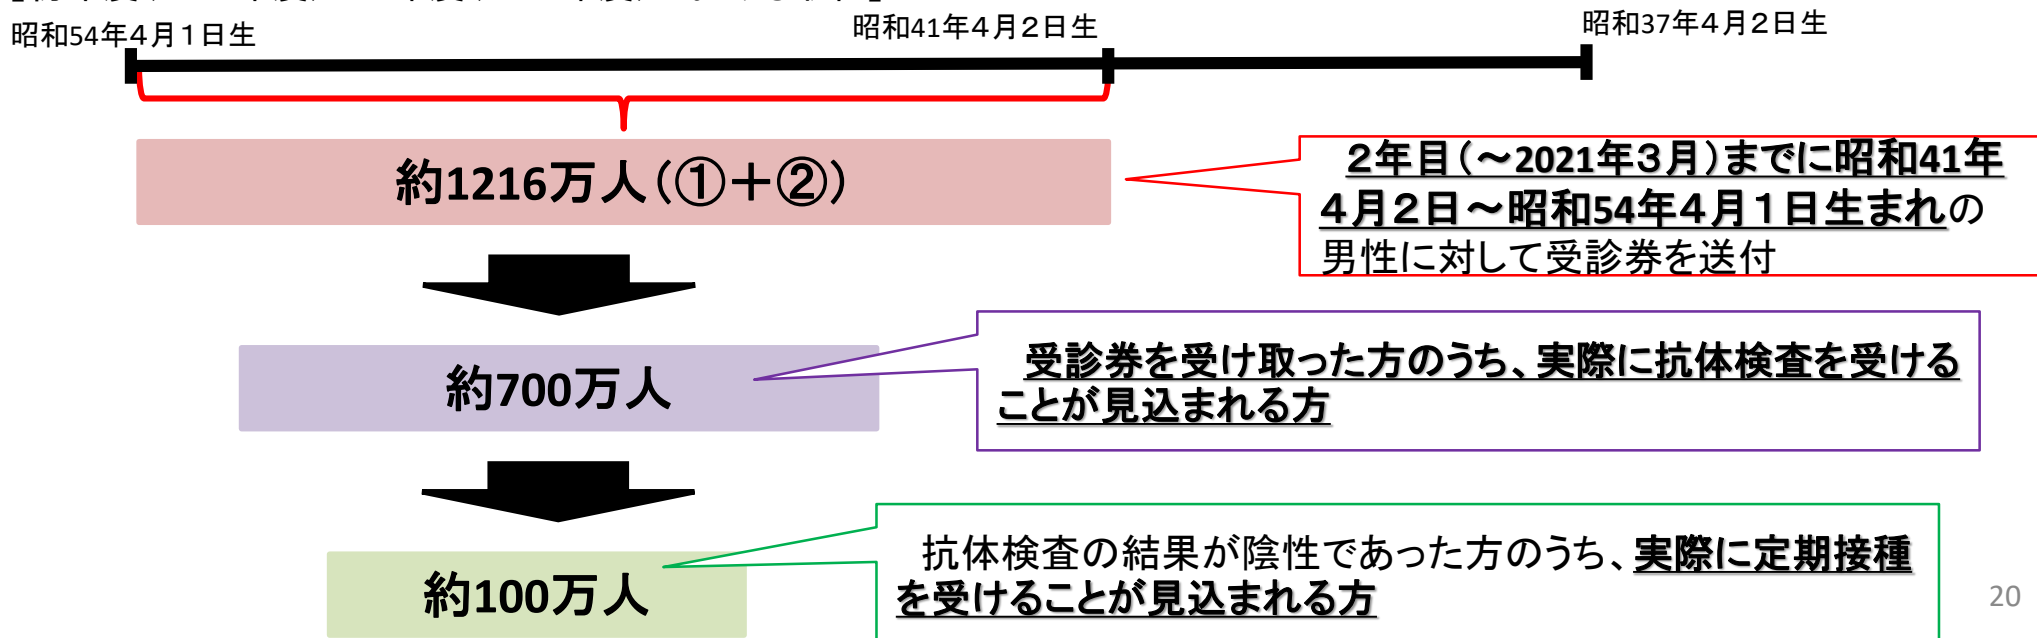 昭和54年4月1日生
昭和41年4月2日生
昭和37年4月2日生
約1216万人(①+②)
2年目(~2021年3月)までに昭和41年
4月2日~昭和54年4月1日生まれの
男性に対して受診券を送付
約700万人
受診券を受け取った方のうち、実際に抗体検査を受ける
ことが見込まれる方
約100万人
抗体検査の結果が陰性であった方のうち、実際に定期接種
を受けることが見込まれる方
20